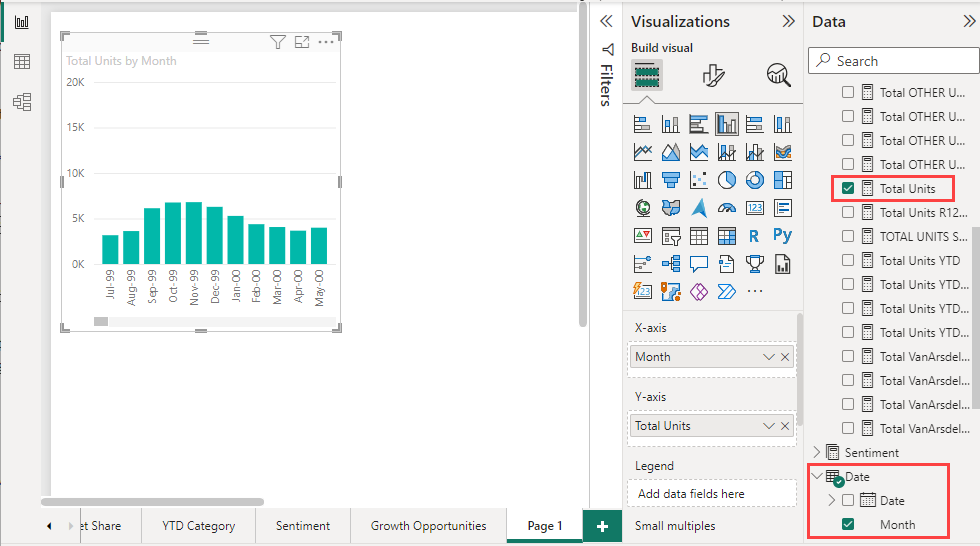 Total Units by Month
20K
15K
10K
5K
0K
Jul-99
Aug-99
Sep-99
Oct-99
Nov-99
Dec-99
Jan-00
Feb-00
Mar-00
Apr-00
May-00
et Share
YTD Category
Sentiment
Growth Opportunities
Page 1
+
Filters
Visualizations
Build visual
123
R
Py
123
...
X-axis
Month
Y-axis
Total Units
Legend
Add data fields here
Small multiples
Data
Search
Total OTHER U...
Total OTHER U...
Total OTHER U...
Total OTHER U...
Total Units
Total Units R12...
TOTAL UNITS S...
Total Units YTD
Total Units YTD...
Total Units YTD...
Total Units YTD...
Total VanArsdel...
Total VanArsdel...
Total VanArsdel...
Total VanArsdel...
Sentiment
Date
Date
Month